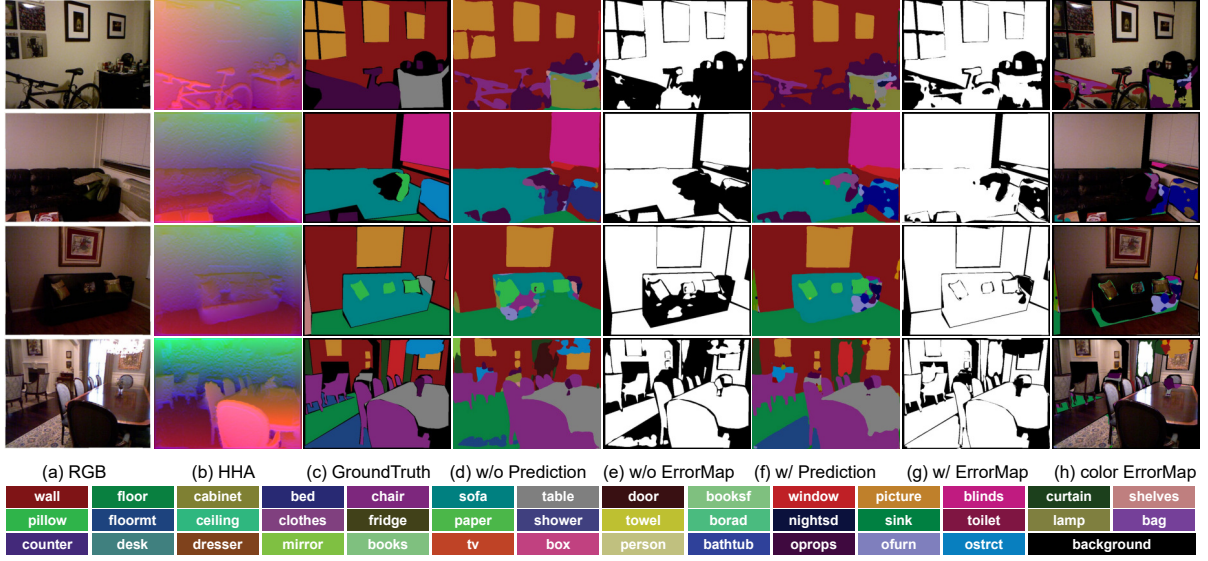 (a) RGB (b) HHA (c) GroundTruth (d) w/o Prediction (e) w/o ErrorMap (f) w/ Prediction (g) w/ ErrorMap (h) color ErrorMap
wall floor cabinet bed chair sofa table door booksf window picture blinds curtain shelves
pillow floormt ceiling clothes fridge paper shower towel borad nightsd sink toilet lamp bag
counter desk dresser mirror books tv box person bathtub oprops ofurn ostrct background